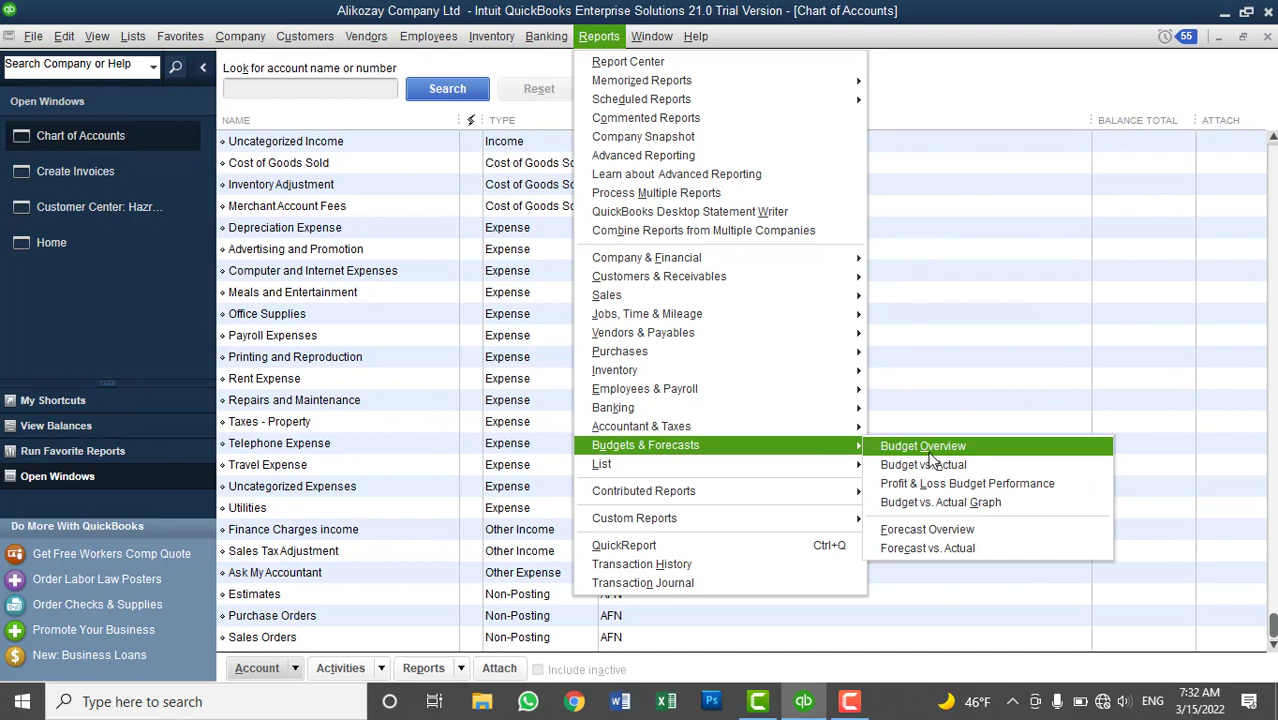 Alikozay Company Ltd - Intuit QuickBooks Enterprise Solutions 21.0 Trial Version - [Chart of Accounts]
File Edit View Lists Favorites Company Customers Vendors Employees Inventory Banking Reports Window Help 55
Search Company or Help
Look for account name or number
Search Reset
Open Windows
Chart of Accounts
Create Invoices
Customer Center: Hazr...
Home
My Shortcuts
View Balances
Run Favorite Reports
Open Windows
Do More With QuickBooks
Get Free Workers Comp Quote
Order Labor Law Posters
Order Checks & Supplies
Promote Your Business
New: Business Loans
NAME TYPE BALANCE TOTAL ATTACH
Uncategorized Income Income
Cost of Goods Sold Cost of Goods So
Inventory Adjustment Cost of Goods So
Merchant Account Fees Cost of Goods So
Depreciation Expense Expense
Advertising and Promotion Expense
Computer and Internet Expenses Expense
Meals and Entertainment Expense
Office Supplies Expense
Payroll Expenses Expense
Printing and Reproduction Expense
Rent Expense Expense
Repairs and Maintenance Expense
Taxes - Property Expense
Telephone Expense Expense
Travel Expense Expense
Uncategorized Expenses Expense
Utilities Expense
Finance Charges income Other Income
Sales Tax Adjustment Other Income
Ask My Accountant Other Expense
Estimates Non-Posting AFN
Purchase Orders Non-Posting AFN
Sales Orders Non-Posting AFN
Report Center
Memorized Reports
Scheduled Reports
Commented Reports
Company Snapshot
Advanced Reporting
Learn about Advanced Reporting
Process Multiple Reports
QuickBooks Desktop Statement Writer
Combine Reports from Multiple Companies
Company & Financial
Customers & Receivables
Sales
Jobs, Time & Mileage
Vendors & Payables
Purchases
Inventory
Employees & Payroll
Banking
Accountant & Taxes
Budgets & Forecasts
List
Contributed Reports
Custom Reports
QuickReport Ctrl+Q
Transaction History
Transaction Journal
Budget Overview
Budget vs. Actual
Profit & Loss Budget Performance
Budget vs. Actual Graph
Forecast Overview
Forecast vs. Actual
Account Activities Reports Attach Include inactive
Type here to search
46°F
ENG
7:32 AM
3/15/2022